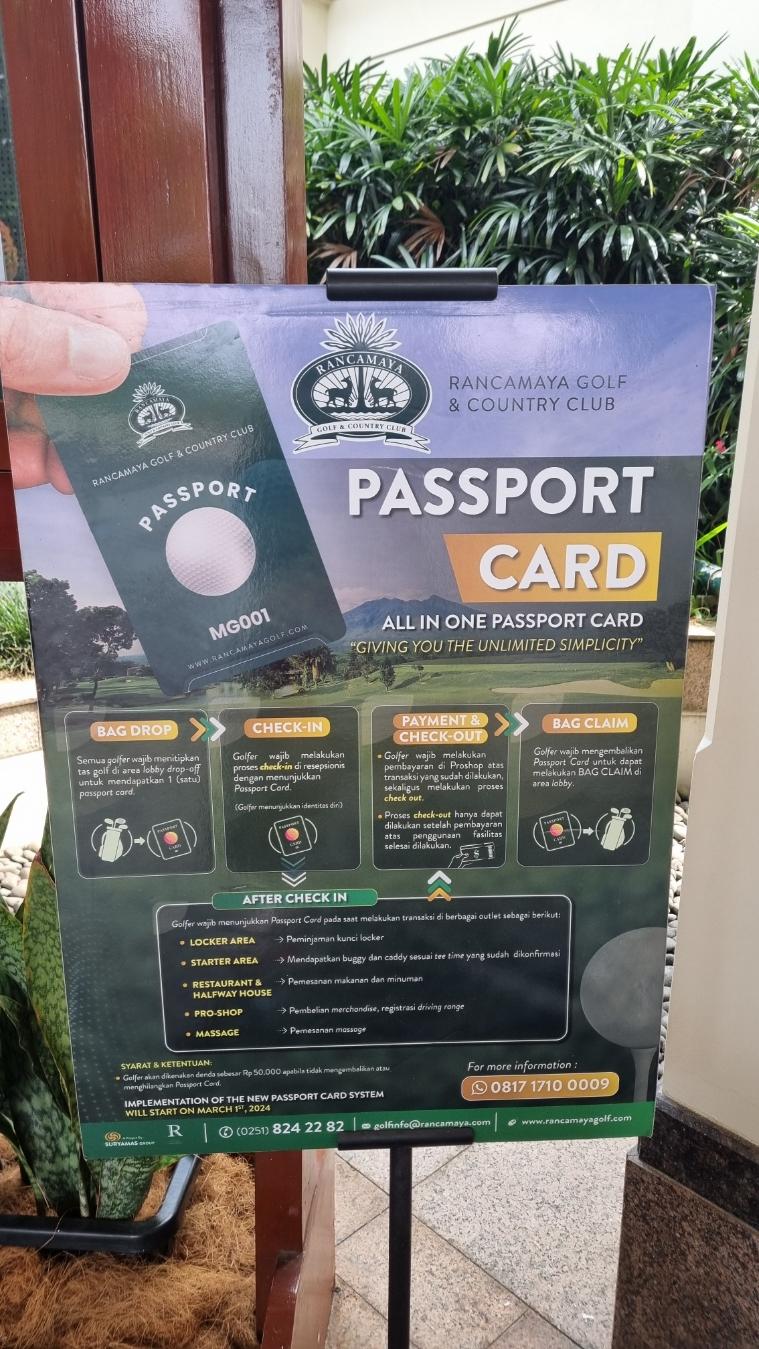 RANCAMAYA
GOLF & COUNTRY CLUB
RANCAMAYA GOLF
& COUNTRY CLUB
RANCAMAYA GOLF & COUNTRY CLUB
PASSPORT
MG001
WWW.RANCAMAYAGOLF.COM
PASSPORT
CARD
ALL IN ONE PASSPORT CARD
“GIVING YOU THE UNLIMITED SIMPLICITY”
BAG DROP
Semua golfer wajib menitipkan
tas golf di area lobby drop-off
untuk mendapatkan 1 (satu)
passport card.
PASSPORT
CARD
CHECK-IN
Golfer wajib melakukan
proses check-in di resepsionis
dengan menunjukkan
Passport Card.
(Golfer menunjukkan identitas diri)
PASSPORT
CARD
PAYMENT &
CHECK-OUT
• Golfer wajib melakukan
pembayaran di Proshop atas
transaksi yang sudah dilakukan,
sekaligus melakukan proses
check out.
• Proses check-out hanya dapat
dilakukan setelah pembayaran
atas penggunaan fasilitas
selesai dilakukan.
BAG CLAIM
Golfer wajib mengembalikan
Passport Card untuk dapat
melakukan BAG CLAIM di
area lobby.
PASSPORT
CARD
AFTER CHECK IN
Golfer wajib menunjukkan Passport Card pada saat melakukan transaksi di berbagai outlet sebagai berikut:
• LOCKER AREA → Peminjaman kunci locker
• STARTER AREA → Mendapatkan buggy dan caddy sesuai tee time yang sudah dikonfirmasi
• RESTAURANT & → Pemesanan makanan dan minuman
HALFWAY HOUSE
• PRO-SHOP → Pembelian merchandise, registrasi driving range
• MASSAGE → Pemesanan massage
SYARAT & KETENTUAN:
• Golfer akan dikenakan denda sebesar Rp 50.000 apabila tidak mengembalikan atau
menghilangkan Passport Card.
IMPLEMENTATION OF THE NEW PASSPORT CARD SYSTEM
WILL START ON MARCH 1ST, 2024
For more information :
0817 1710 0009
A Project By
SURYAMAS GROUP
R
(0251) 824 22 82
golfinfo@rancamaya.com
www.rancamayagolf.com